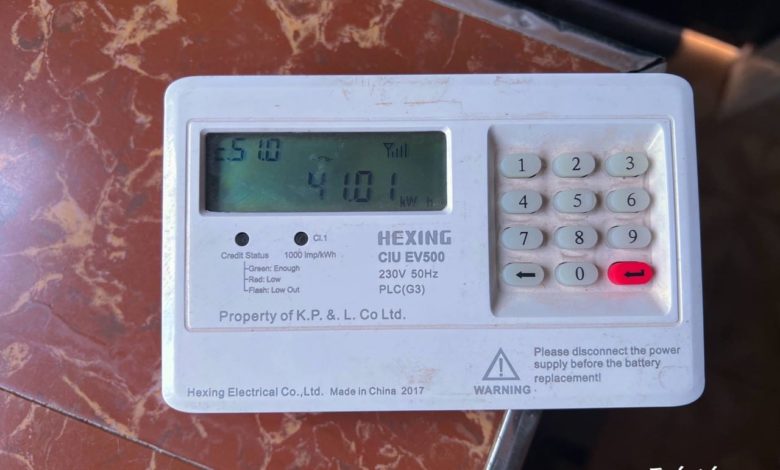 c.51.0
41.01
kW h
CI.1
Credit Status
1000 Imp/kWh
Green: Enough
Red: Low
Flash: Low Out
HEXING
CIU EV500
230V 50Hz
PLC(G3)
1 2 3
4 5 6
7 8 9
0
Property of K.P. &. L. Co Ltd.
Hexing Electrical Co.,Ltd. Made in China 2017
WARNING
Please disconnect the power
supply before the battery
replacement!